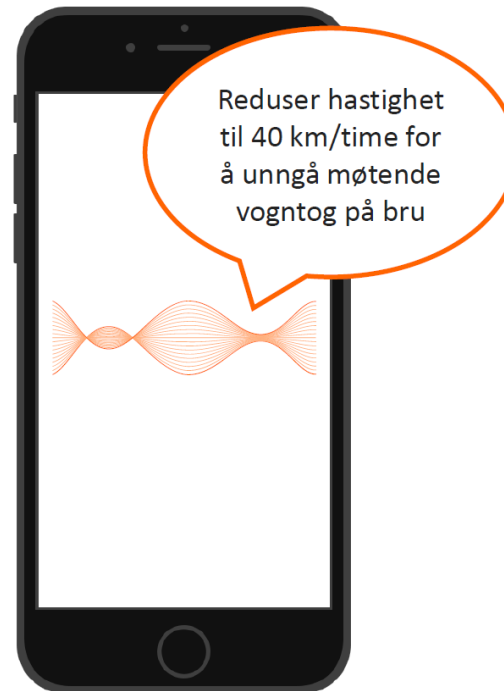 Reduser hastighet
til 40 km/time for
å unngå møtende
vogntog på bru